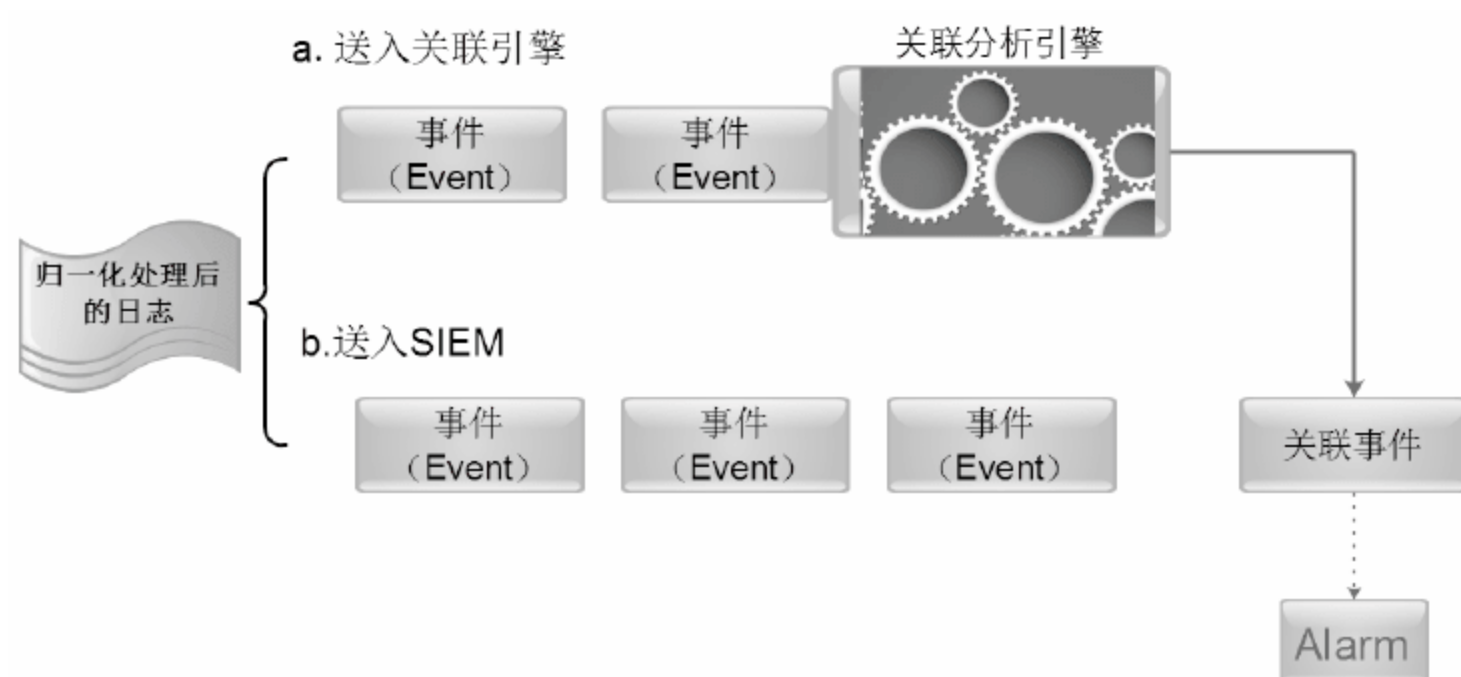 a. 送入关联引擎
关联分析引擎
事件
（Event）
事件
（Event）
归一化处理后
的日志
b.送入SIEM
事件
（Event）
事件
（Event）
事件
（Event）
关联事件
Alarm